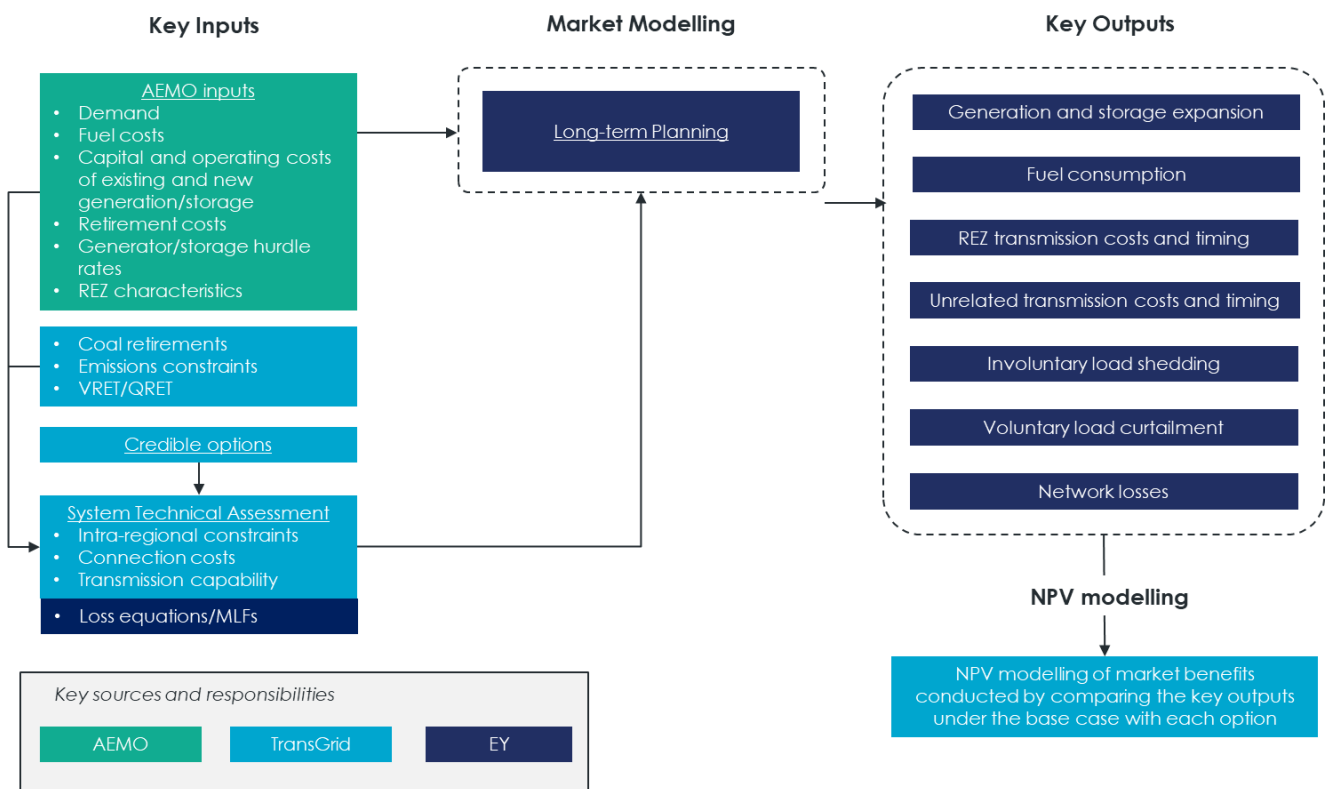 Key Inputs
Market Modelling
Key Outputs
AEMO inputs
• Demand
• Fuel costs
• Capital and operating costs
of existing and new
generation/storage
• Retirement costs
• Generator/storage hurdle
rates
• REZ characteristics
• Coal retirements
• Emissions constraints
• VRET/QRET
Credible options
System Technical Assessment
• Intra-regional constraints
• Connection costs
• Transmission capability
• Loss equations/MLFs
Long-term Planning
Generation and storage expansion
Fuel consumption
REZ transmission costs and timing
Unrelated transmission costs and timing
Involuntary load shedding
Voluntary load curtailment
Network losses
NPV modelling
NPV modelling of market benefits
conducted by comparing the key outputs
under the base case with each option
Key sources and responsibilities
AEMO
TransGrid
EY